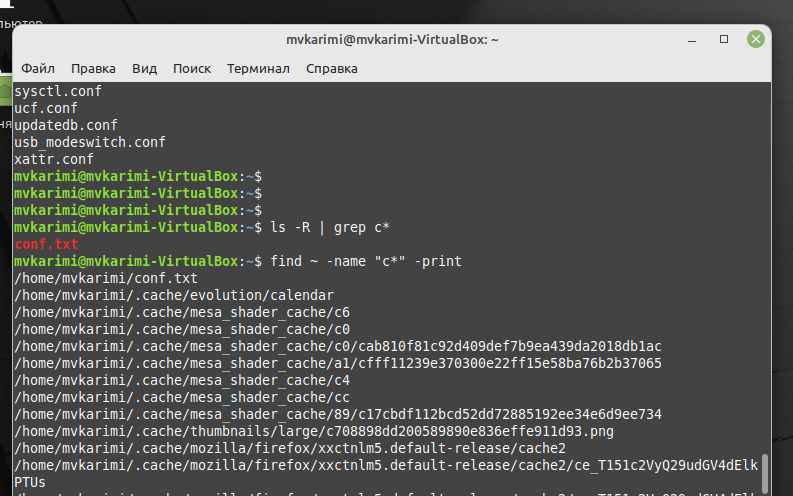 mvkarimi@mvkarimi-VirtualBox: ~
Файл Правка Вид Поиск Терминал Справка
sysctl.conf
ucf.conf
updatedb.conf
usb_modeswitch.conf
xattr.conf
mvkarimi@mvkarimi-VirtualBox:~$
mvkarimi@mvkarimi-VirtualBox:~$
mvkarimi@mvkarimi-VirtualBox:~$
mvkarimi@mvkarimi-VirtualBox:~$ ls -R | grep c*
conf.txt
mvkarimi@mvkarimi-VirtualBox:~$ find ~ -name "c*" -print
/home/mvkarimi/conf.txt
/home/mvkarimi/.cache/evolution/calendar
/home/mvkarimi/.cache/mesa_shader_cache/c6
/home/mvkarimi/.cache/mesa_shader_cache/c0
/home/mvkarimi/.cache/mesa_shader_cache/c0/cab810f81c92d409def7b9ea439da2018db1ac
/home/mvkarimi/.cache/mesa_shader_cache/a1/cfff11239e370300e22ff15e58ba76b2b37065
/home/mvkarimi/.cache/mesa_shader_cache/c4
/home/mvkarimi/.cache/mesa_shader_cache/cc
/home/mvkarimi/.cache/mesa_shader_cache/89/c17cbdf112bcd52dd72885192ee34e6d9ee734
/home/mvkarimi/.cache/thumbnails/large/c708898dd200589890e836effe911d93.png
/home/mvkarimi/.cache/mozilla/firefox/xxctnlm5.default-release/cache2
/home/mvkarimi/.cache/mozilla/firefox/xxctnlm5.default-release/cache2/ce_T151c2VyQ29udGV4dElk
PTUs